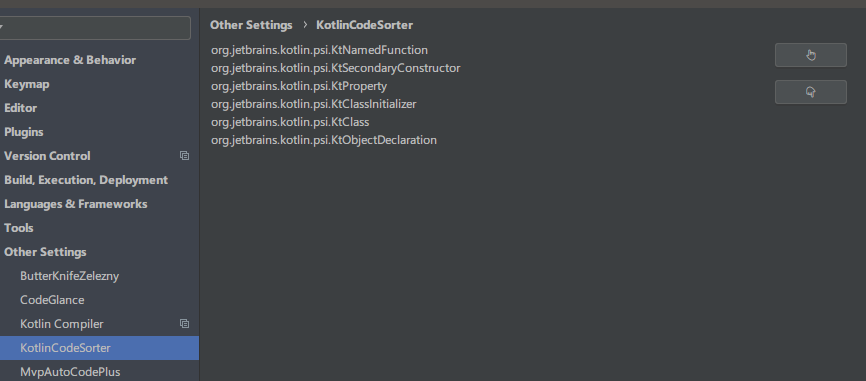 Other Settings › KotlinCodeSorter
Appearance & Behavior
Keymap
Editor
Plugins
Version Control
Build, Execution, Deployment
Languages & Frameworks
Tools
Other Settings
ButterKnifeZelezny
CodeGlance
Kotlin Compiler
KotlinCodeSorter
MvpAutoCodePlus
org.jetbrains.kotlin.psi.KtNamedFunction
org.jetbrains.kotlin.psi.KtSecondaryConstructor
org.jetbrains.kotlin.psi.KtProperty
org.jetbrains.kotlin.psi.KtClassInitializer
org.jetbrains.kotlin.psi.KtClass
org.jetbrains.kotlin.psi.KtObjectDeclaration